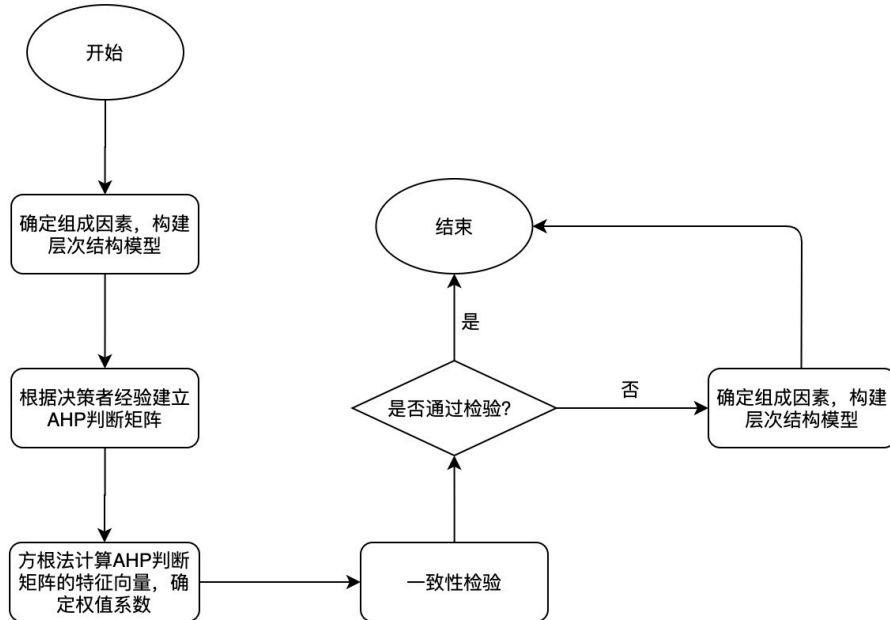 开始
确定组成因素，构建
层次结构模型
根据决策者经验建立
AHP判断矩阵
方根法计算AHP判断
矩阵的特征向量，确
定权值系数
一致性检验
是否通过检验?
是
结束
否
确定组成因素，构建
层次结构模型